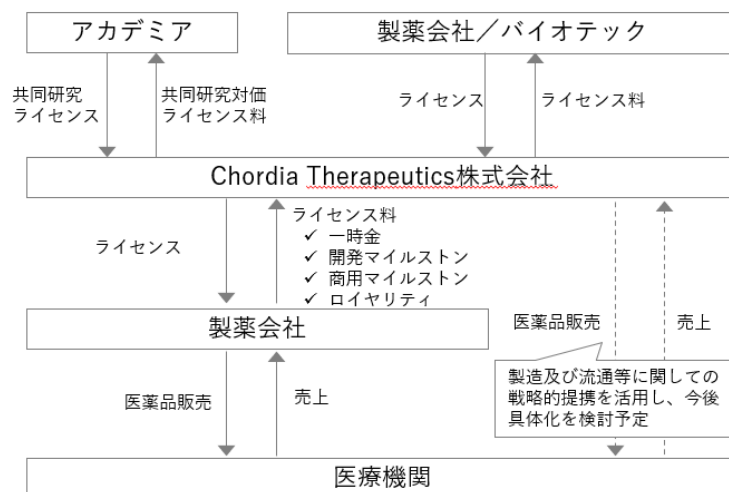 アカデミア
製薬会社／バイオテック
共同研究
ライセンス
共同研究対価
ライセンス料
ライセンス
ライセンス料
Chordia Therapeutics株式会社
ライセンス
ライセンス料
✓ 一時金
✓ 開発マイルストン
✓ 商用マイルストン
✓ ロイヤリティ
製薬会社
医薬品販売
売上
製造及び流通等に関しての
戦略的提携を活用し、今後
具体化を検討予定
医薬品販売
売上
医療機関